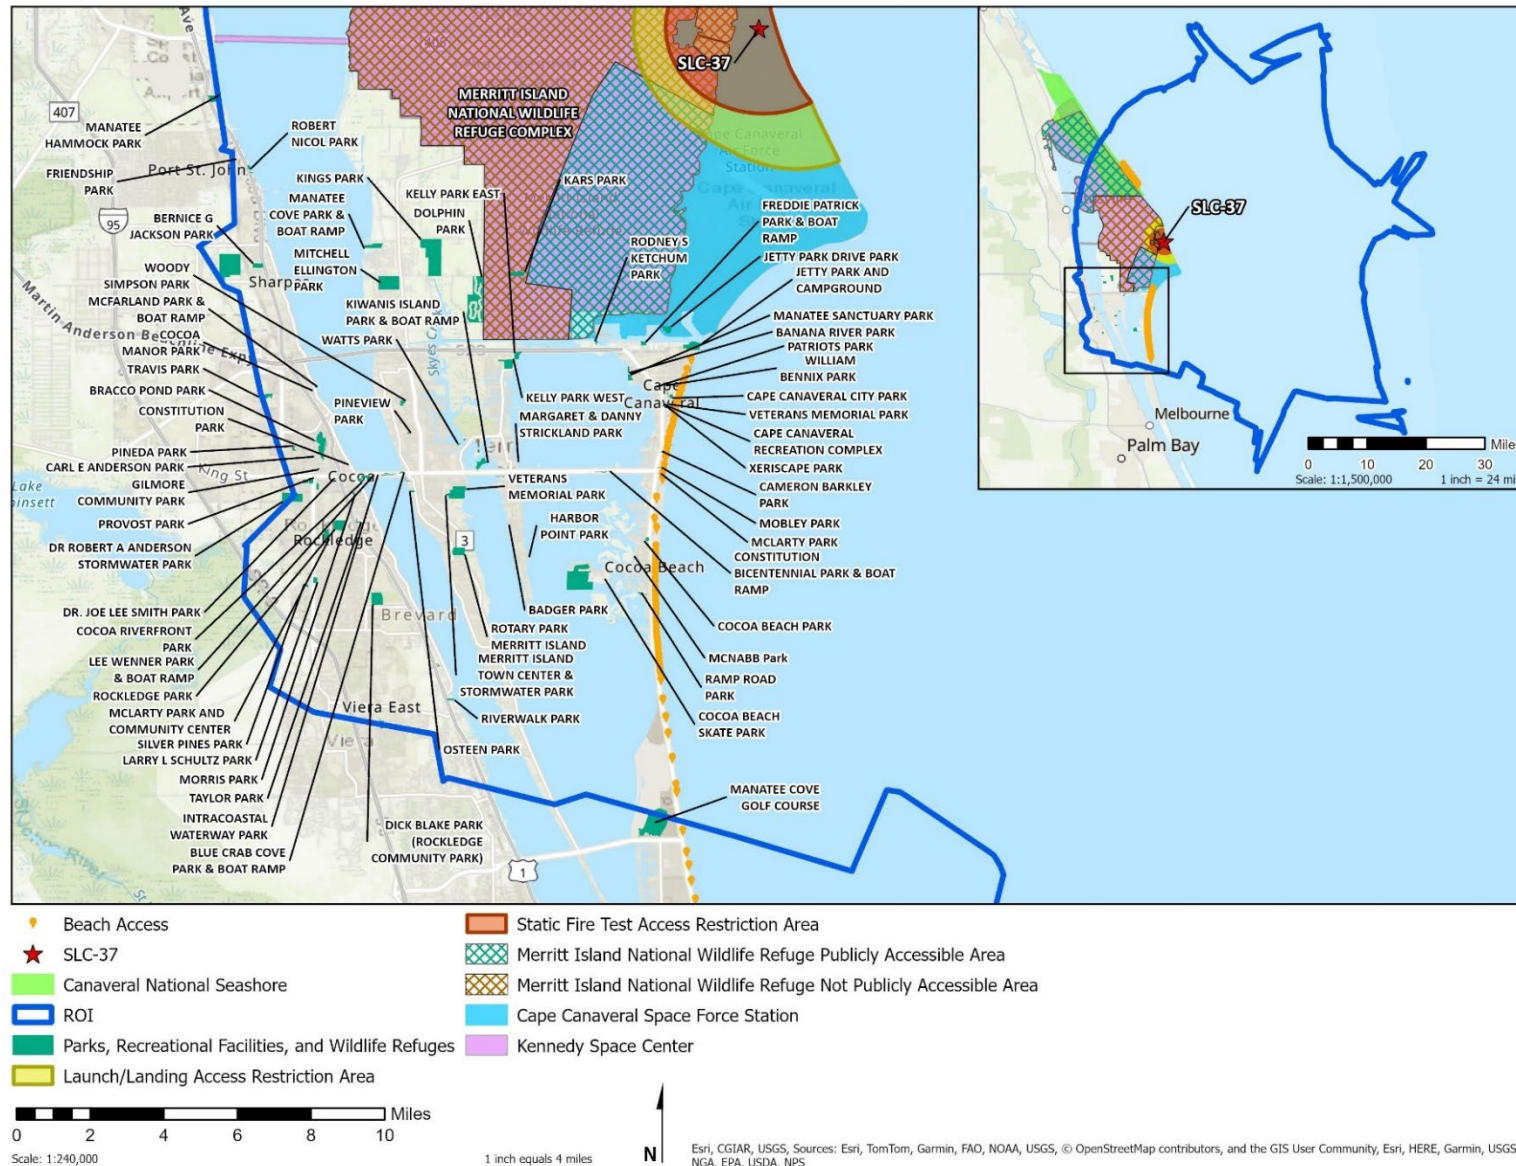 Ave
407
MANATEE
HAMMOCK PARK
FRIENDSHIP
PARK
Port St. John
ROBERT
NICOL PARK
95
BERNICE G
JACKSON PARK
KINGS PARK
MANATEE
COVE PARK &
BOAT RAMP
MITCHELL
ELLINGTON
PARK
KELLY PARK EAST
DOLPHIN
PARK
MERRITT ISLAND
NATIONAL WILDLIFE
REFUGE COMPLEX
KARS PARK
SLC-37
Cape Canaveral
Air Force
Station
Cape Canaveral
FREDDIE PATRICK
PARK & BOAT
RAMP
RODNEY S
KETCHUM
PARK
JETTY PARK DRIVE PARK
JETTY PARK AND
CAMPGROUND
WOODY
SIMPSON PARK
MCFARLAND PARK &
BOAT RAMP
COCOA
MANOR PARK
TRAVIS PARK
BRACCO POND PARK
CONSTITUTION
PARK
Martin Anderson Beachline Expy
KIWANIS ISLAND
PARK & BOAT RAMP
WATTS PARK
PINEVIEW
PARK
MANATEE SANCTUARY PARK
BANANA RIVER PARK
PATRIOTS PARK
WILLIAM
BENNIX PARK
Cape
Canaveral
CAPE CANAVERAL CITY PARK
VETERANS MEMORIAL PARK
CAPE CANAVERAL
RECREATION COMPLEX
XERISCAPE PARK
CAMERON BARKLEY
PARK
MOBLEY PARK
MCLARTY PARK
CONSTITUTION
BICENTENNIAL PARK & BOAT
RAMP
KELLY PARK WEST
MARGARET & DANNY
STRICKLAND PARK
PINEDA PARK
CARL E ANDERSON PARK
King St
Cocoa
GILMORE
COMMUNITY PARK
PROVOST PARK
Rockledge
DR ROBERT A ANDERSON
STORMWATER PARK
VETERANS
MEMORIAL PARK
3
HARBOR
POINT PARK
Cocoa Beach
DR. JOE LEE SMITH PARK
COCOA RIVERFRONT
PARK
LEE WENNER PARK
& BOAT RAMP
ROCKLEDGE PARK
MCLARTY PARK AND
COMMUNITY CENTER
SILVER PINES PARK
LARRY L SCHULTZ PARK
MORRIS PARK
TAYLOR PARK
INTRACOASTAL
WATERWAY PARK
BLUE CRAB COVE
PARK & BOAT RAMP
Brevard
BADGER PARK
ROTARY PARK
MERRITT ISLAND
MERRITT ISLAND
TOWN CENTER &
STORMWATER PARK
RIVERWALK PARK
OSTEEN PARK
Viera East
Viera
DICK BLAKE PARK
(ROCKLEDGE
COMMUNITY PARK)
1
COCOA BEACH PARK
MCNABB Park
RAMP ROAD
PARK
COCOA BEACH
SKATE PARK
MANATEE COVE
GOLF COURSE
SLC-37
Melbourne
Palm Bay
0 10 20 30
Scale: 1:1,500,000
Beach Access
SLC-37
Canaveral National Seashore
ROI
Parks, Recreational Facilities, and Wildlife Refuges
Launch/Landing Access Restriction Area
Static Fire Test Access Restriction Area
Merritt Island National Wildlife Refuge Publicly Accessible Area
Merritt Island National Wildlife Refuge Not Publicly Accessible Area
Cape Canaveral Space Force Station
Kennedy Space Center
Miles
0 2 4 6 8 10
Scale: 1:240,000
1 inch equals 4 miles
N
Esri, CGIAR, USGS, Sources: Esri, TomTom, Garmin, FAO, NOAA, USGS, © OpenStreetMap contributors, and the GIS User Community, Esri, HERE, Garmin, USGS
NGA, EPA, USDA, NPS